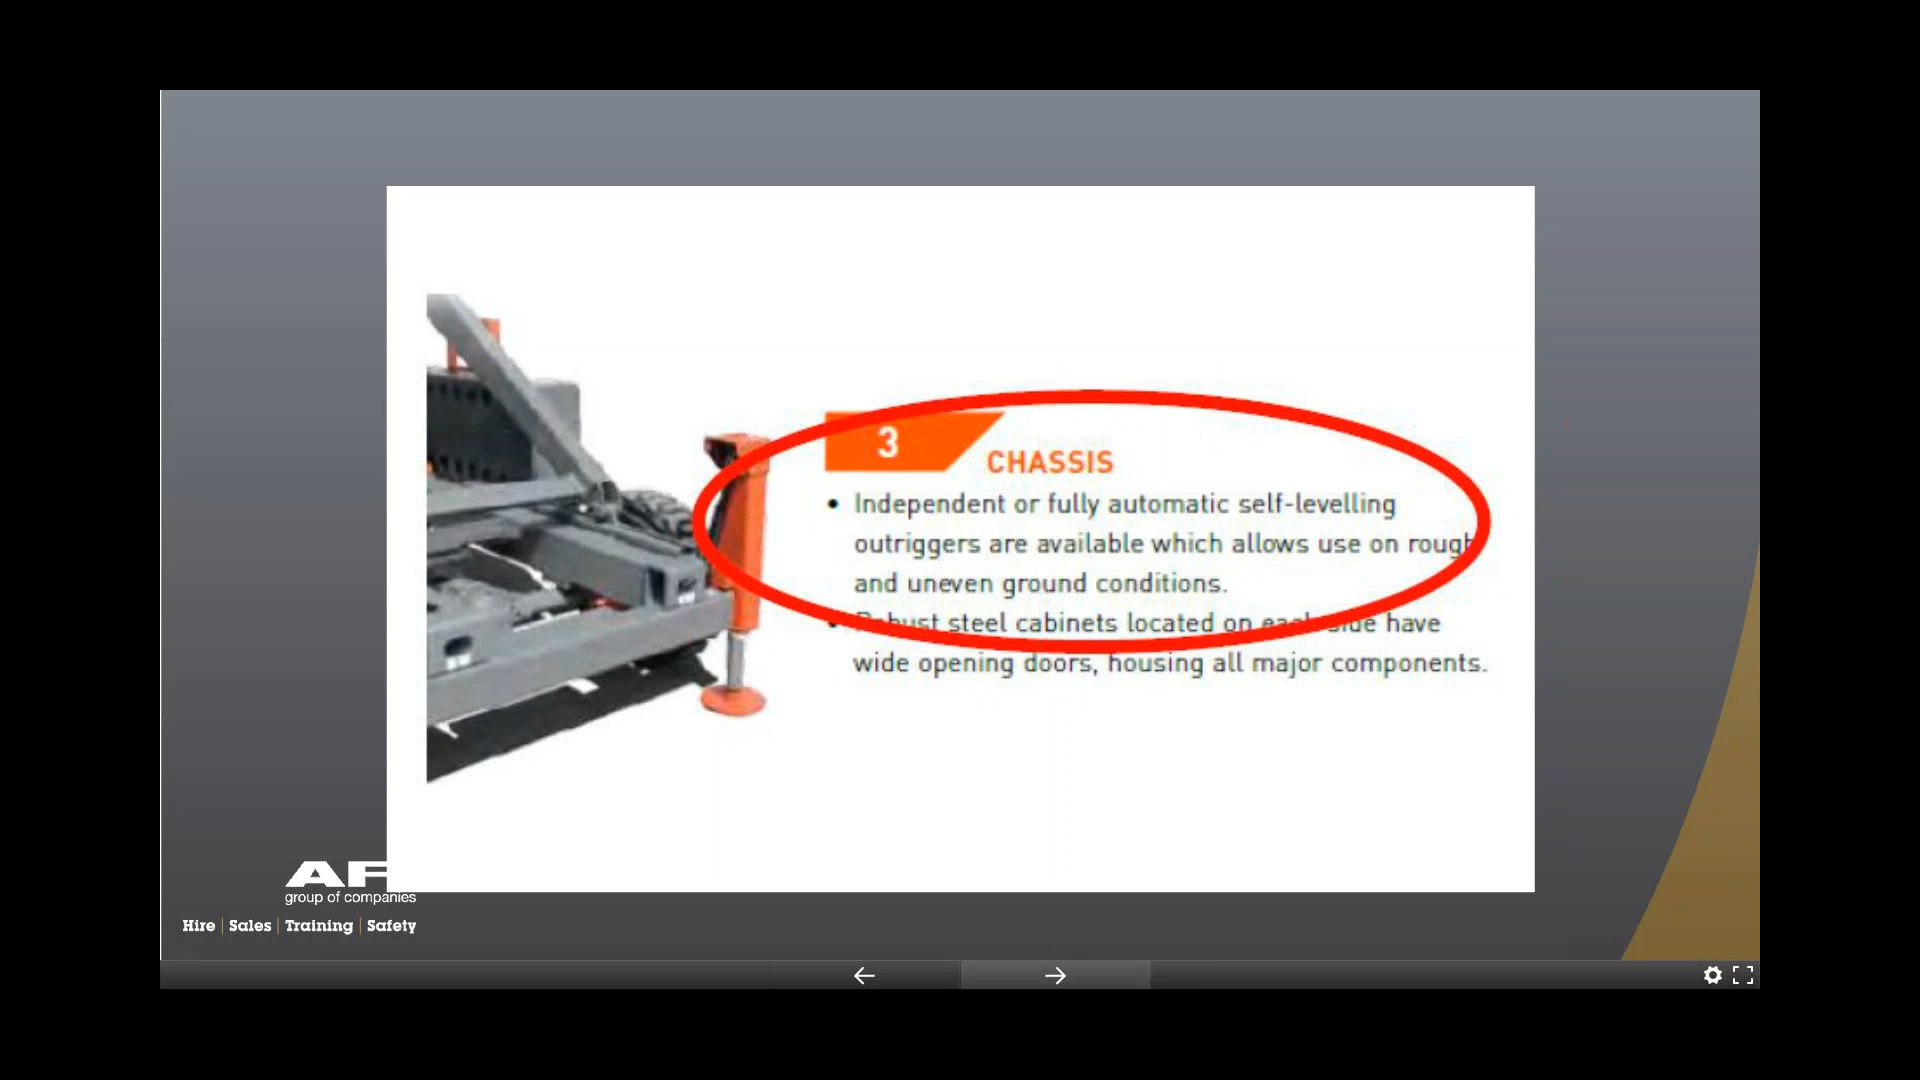 3
CHASSIS
• Independent or fully automatic self-levelling
outriggers are available which allows use on rough
and uneven ground conditions.
• Robust steel cabinets located on each side have
wide opening doors, housing all major components.
AF
group of companies
Hire | Sales | Training | Safety